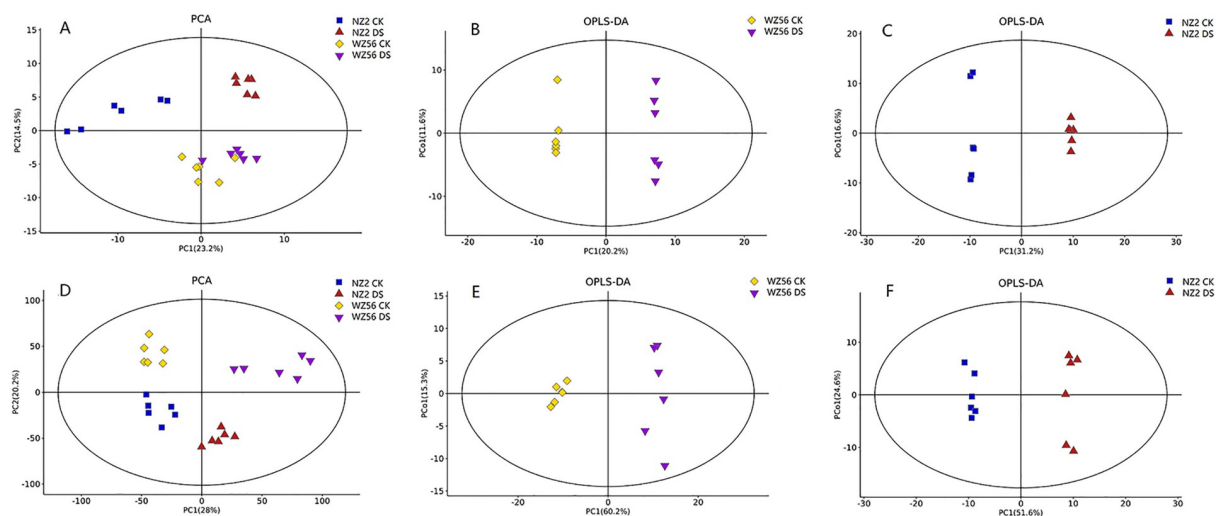 A
PCA
NZ2 CK
NZ2 DS
WZ56 CK
WZ56 DS
15
10
5
0
-5
-10
-15
PC2(14.5%)
-10
0
10
PC1(23.2%)
B
OPLS-DA
WZ56 CK
WZ56 DS
10
0
-10
PCo1(11.6%)
-20
-10
0
10
20
PC1(20.2%)
C
OPLS-DA
NZ2 CK
NZ2 DS
20
10
0
-10
-20
PCo1(16.6%)
-30
-20
-10
0
10
20
30
PC1(31.2%)
D
PCA
NZ2 CK
NZ2 DS
WZ56 CK
WZ56 DS
100
50
0
-50
-100
PC2(20.2%)
-100
-50
0
50
100
PC1(28%)
E
OPLS-DA
WZ56 CK
WZ56 DS
15
10
5
0
-5
-10
-15
PCo1(15.3%)
-20
0
20
PC1(60.2%)
F
OPLS-DA
NZ2 CK
NZ2 DS
10
0
-10
PCo1(24.6%)
-30
-20
-10
0
10
20
30
PC1(51.6%)